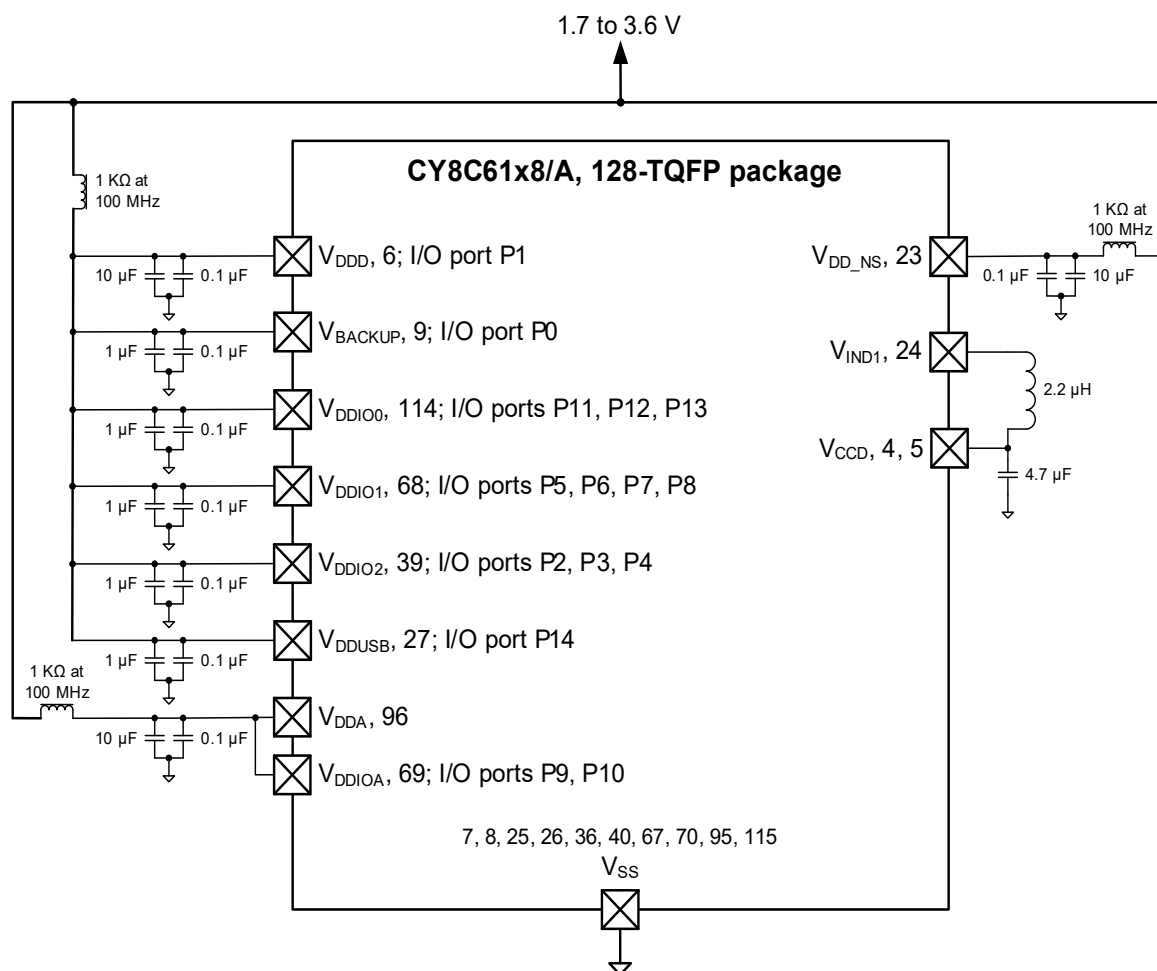 1.7 to 3.6 V
CY8C61x8/A, 128-TQFP package
1 KΩ at
100 MHz
1 KΩ at
100 MHz
10 µF
0.1 µF
VDDD, 6; I/O port P1
VDD_NS, 23
0.1 µF
10 µF
1 µF
0.1 µF
VBACKUP, 9; I/O port P0
VIND1, 24
2.2 µH
1 µF
0.1 µF
VDDIO0, 114; I/O ports P11, P12, P13
VCCD, 4, 5
4.7 µF
1 µF
0.1 µF
VDDIO1, 68; I/O ports P5, P6, P7, P8
1 µF
0.1 µF
VDDIO2, 39; I/O ports P2, P3, P4
1 µF
0.1 µF
VDDUSB, 27; I/O port P14
1 KΩ at
100 MHz
10 µF
0.1 µF
VDDA, 96
VDDIOA, 69; I/O ports P9, P10
7, 8, 25, 26, 36, 40, 67, 70, 95, 115
VSS